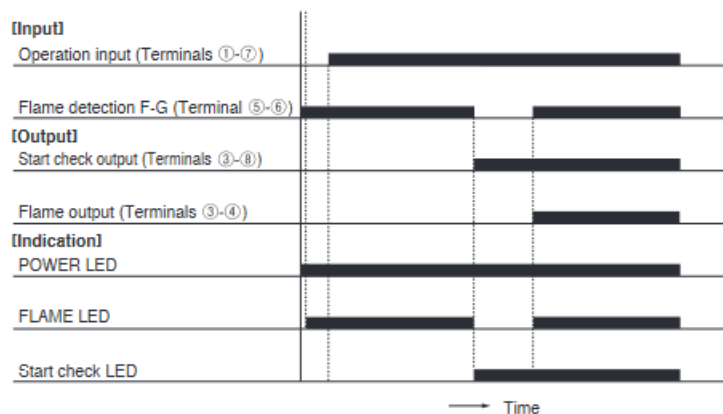 [Input]
Operation input (Terminals ①-⑦)
Flame detection F-G (Terminal ⑤-⑥)
[Output]
Start check output (Terminals ③-⑧)
Flame output (Terminals ③-④)
[Indication]
POWER LED
FLAME LED
Start check LED
Time